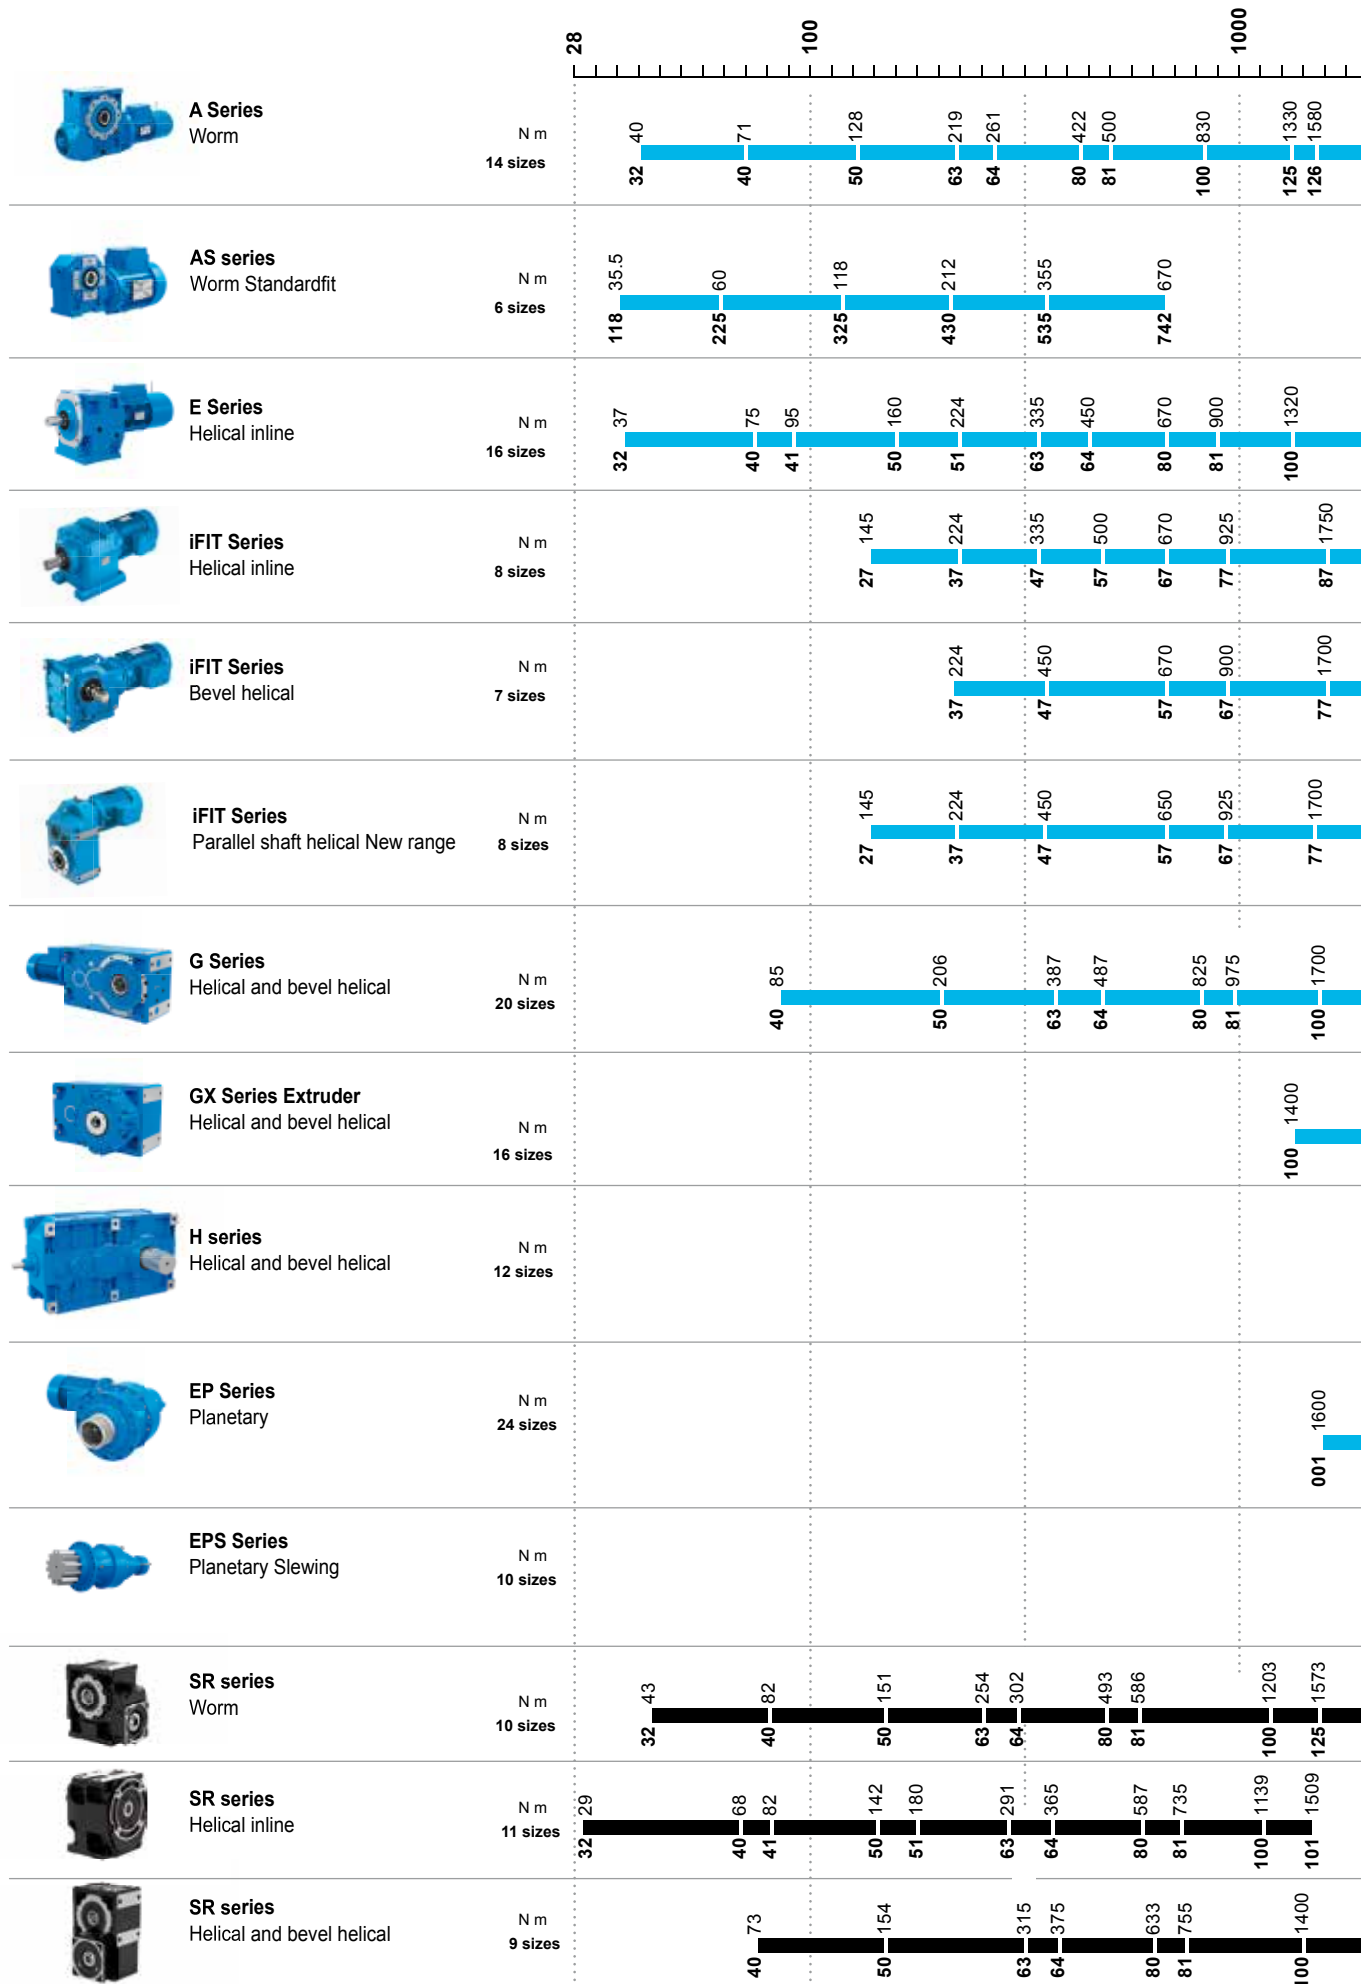 28
100
1000
A Series
Worm
N m
14 sizes
40 71 128 219 261 422 500 830 1330 1580
32 40 50 63 64 80 81 100 125 126
AS series
Worm Standardfit
N m
6 sizes
35.5 60 118 212 355 670
118 225 325 430 535 742
E Series
Helical inline
N m
16 sizes
37 75 95 160 224 335 450 670 900 1320
32 40 41 50 51 63 64 80 81 100
iFIT Series
Helical inline
N m
8 sizes
145 224 335 500 670 925 1750
27 37 47 57 67 77 87
iFIT Series
Bevel helical
N m
7 sizes
224 450 670 900 1700
37 47 57 67 77
iFIT Series
Parallel shaft helical New range
N m
8 sizes
145 224 450 650 925 1700
27 37 47 57 67 77
G Series
Helical and bevel helical
N m
20 sizes
85 206 387 487 825 975 1700
40 50 63 64 80 81 100
GX Series Extruder
Helical and bevel helical
N m
16 sizes
1400
100
H series
Helical and bevel helical
N m
12 sizes
EP Series
Planetary
N m
24 sizes
1600
001
EPS Series
Planetary Slewing
N m
10 sizes
SR series
Worm
N m
10 sizes
43 82 151 254 302 493 586 1203 1573
32 40 50 63 64 80 81 100 125
SR series
Helical inline
N m
11 sizes
29 68 82 142 180 291 365 587 735 1139 1509
32 40 41 50 51 63 64 80 81 100 101
SR series
Helical and bevel helical
N m
9 sizes
73 154 315 375 633 755 1400
40 50 63 64 80 81 100